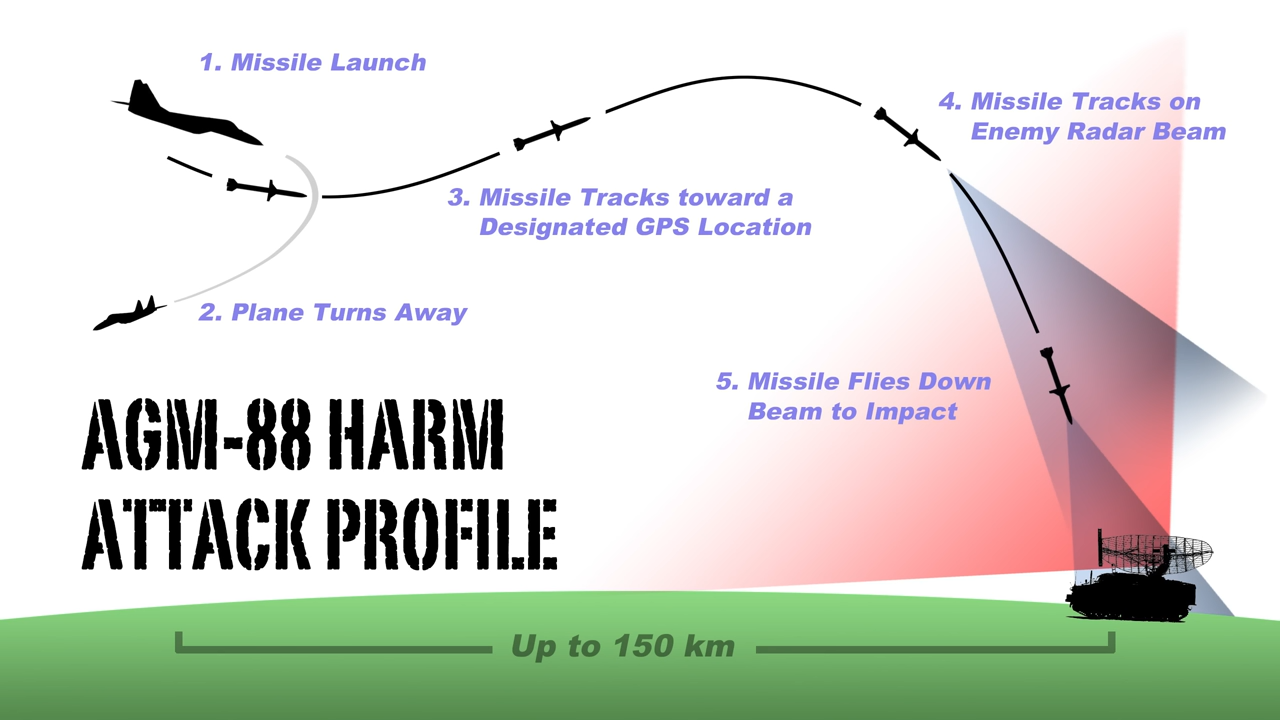 1. Missile Launch
4. Missile Tracks on
Enemy Radar Beam
3. Missile Tracks toward a
Designated GPS Location
2. Plane Turns Away
5. Missile Flies Down
Beam to Impact
AGM-88 HARM
ATTACK PROFILE
Up to 150 km